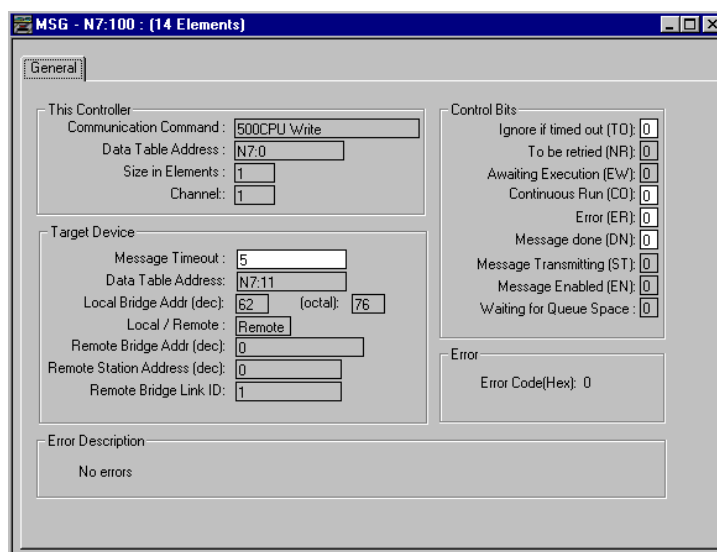 MSG - N7:100 : (14 Elements)
General
This Controller
Communication Command : 500CPU Write
Data Table Address : N7:0
Size in Elements : 1
Channel:: 1
Target Device
Message Timeout : 5
Data Table Address: N7:11
Local Bridge Addr (dec): 62 (octal): 76
Local / Remote : Remote
Remote Bridge Addr (dec): 0
Remote Station Address (dec): 0
Remote Bridge Link ID: 1
Control Bits
Ignore if timed out (TO): 0
To be retried (NR): 0
Awaiting Execution (EW): 0
Continuous Run (CO): 0
Error (ER): 0
Message done (DN): 0
Message Transmitting (ST): 0
Message Enabled (EN): 0
Waiting for Queue Space : 0
Error
Error Code(Hex): 0
Error Description
No errors